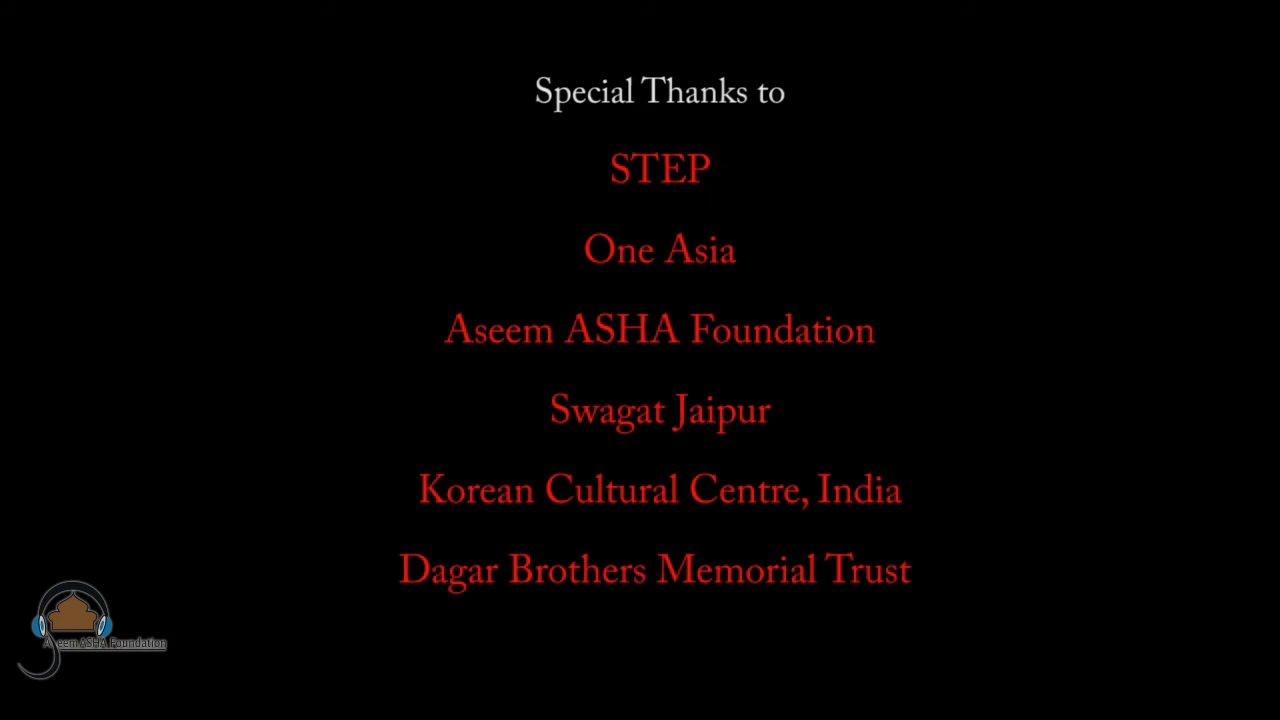 Special Thanks to
STEP
One Asia
Aseem ASHA Foundation
Swagat Jaipur
Korean Cultural Centre, India
Dagar Brothers Memorial Trust
Aseem ASHA Foundation